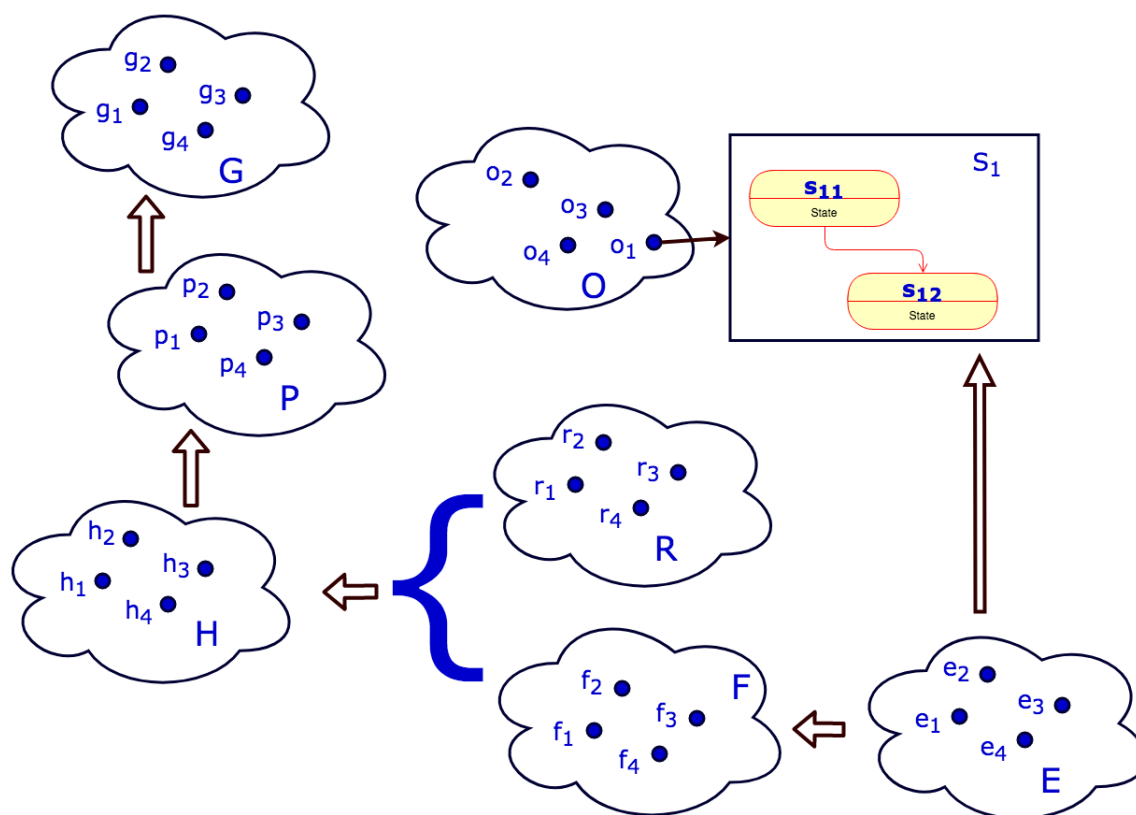 g₂
g₃
g₁
g₄
G
o₂
o₃
o₄
o₁
O
S₁
s₁₁
State
s₁₂
State
p₂
p₃
p₁
p₄
P
r₂
r₃
r₁
r₄
R
h₂
h₃
h₁
h₄
H
f₂
F
f₃
f₁
f₄
e₂
e₃
e₁
e₄
E